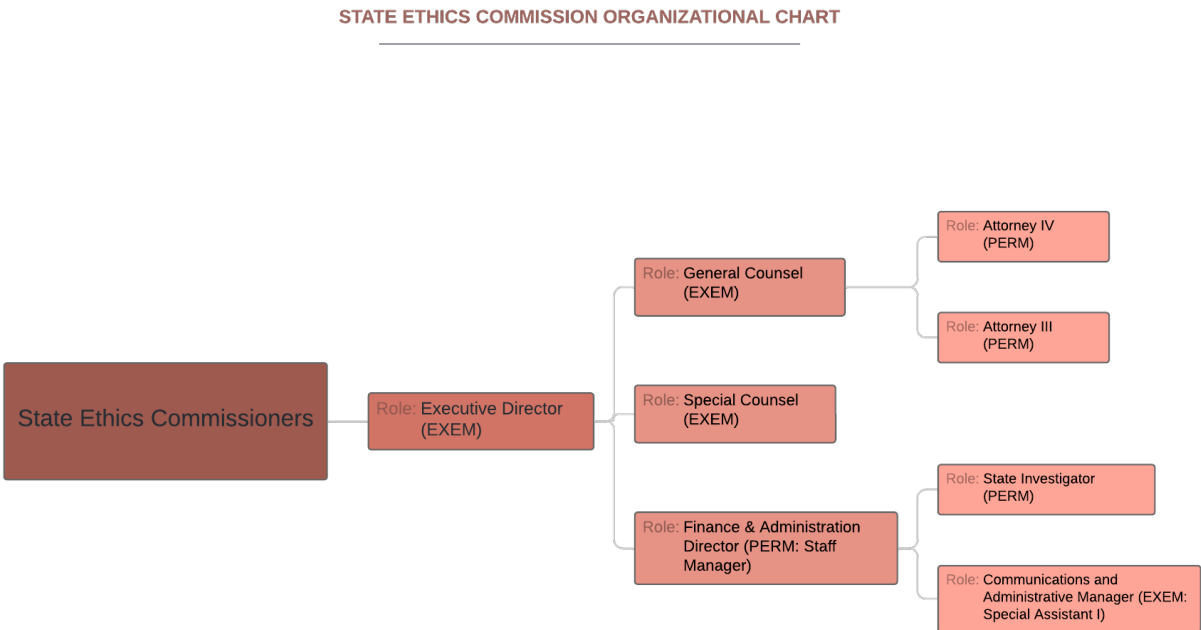 STATE ETHICS COMMISSION ORGANIZATIONAL CHART
State Ethics Commissioners
Role: Executive Director
(EXEM)
Role: General Counsel
(EXEM)
Role: Attorney IV
(PERM)
Role: Attorney III
(PERM)
Role: Special Counsel
(EXEM)
Role: Finance & Administration
Director (PERM: Staff
Manager)
Role: State Investigator
(PERM)
Role: Communications and
Administrative Manager (EXEM:
Special Assistant I)